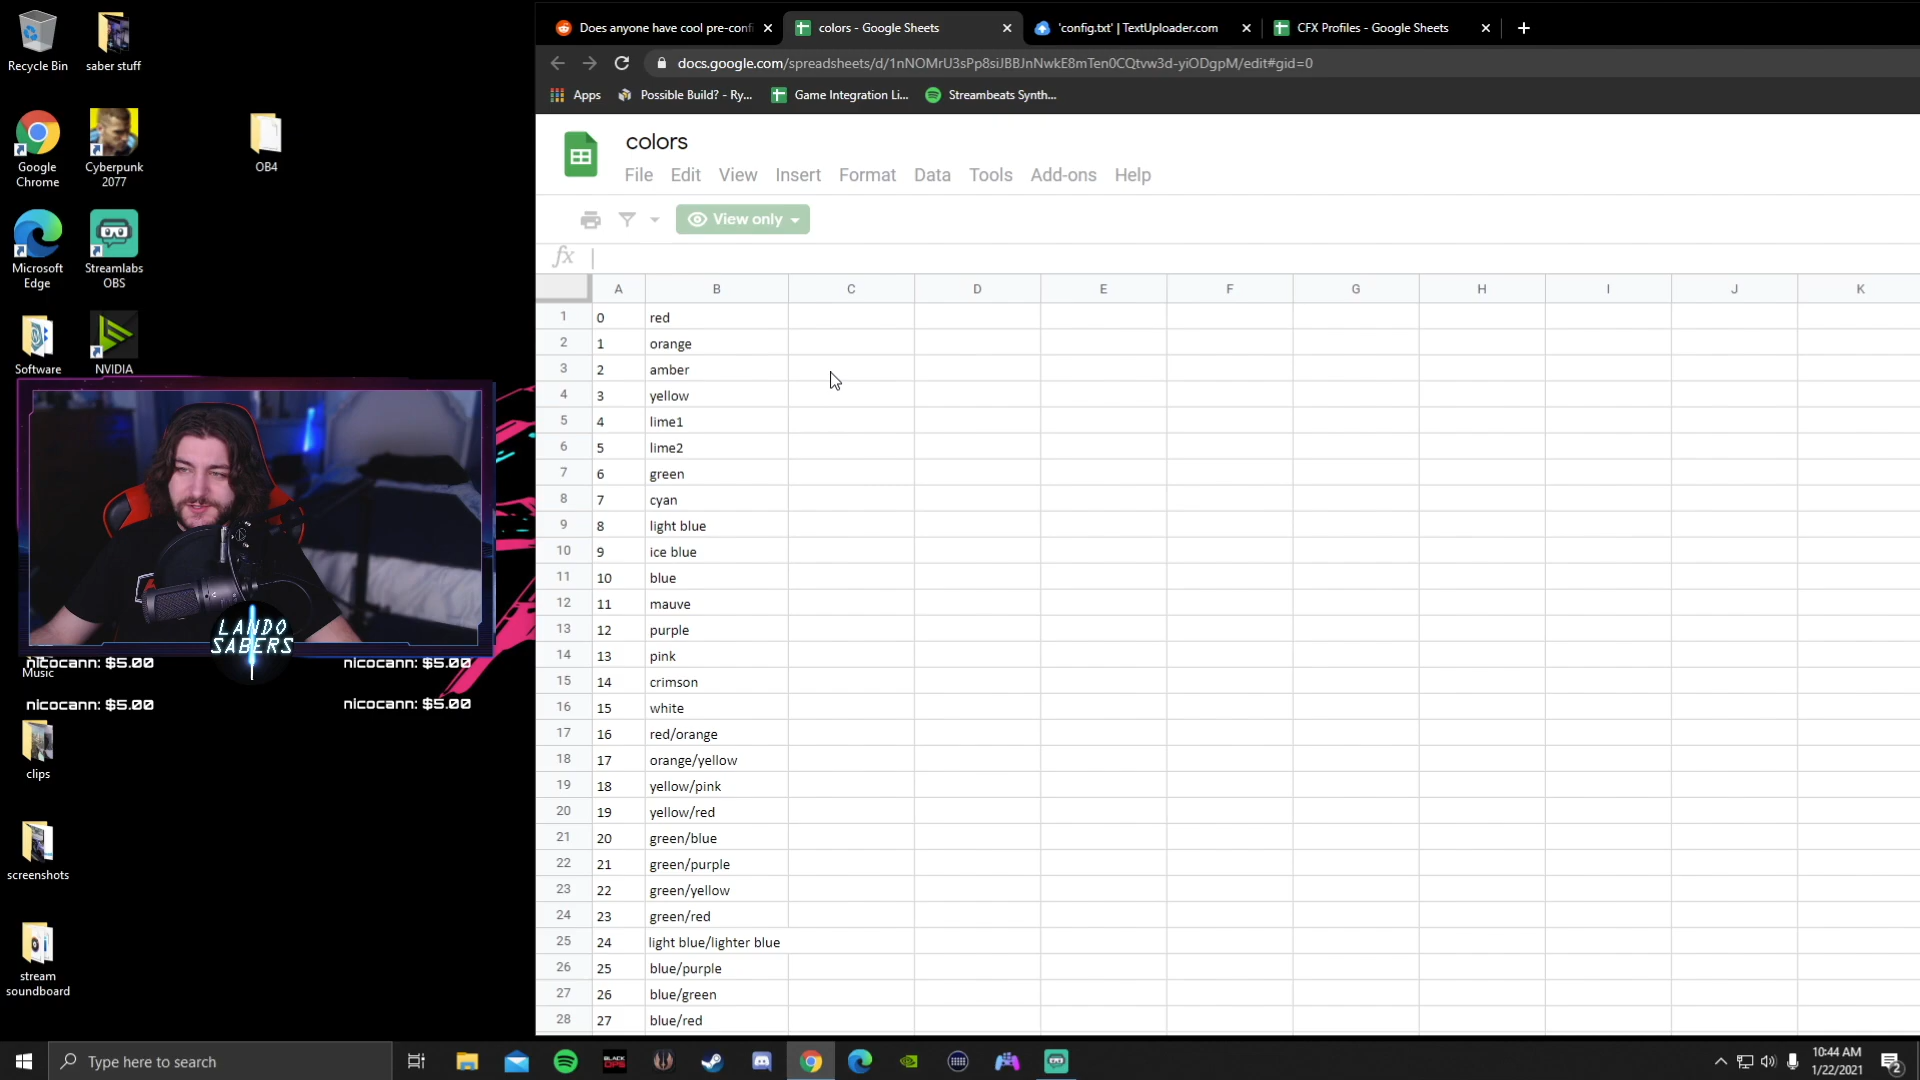 Recycle Bin
saber stuff
Google Chrome
Cyberpunk 2077
OB4
Microsoft Edge
Streamlabs OBS
Software
NVIDIA
LANDO
SABERS
nicocann: $5.00
nicocann: $5.00
Music
nicocann: $5.00
nicocann: $5.00
clips
screenshots
stream soundboard
Does anyone have cool pre-confi
colors - Google Sheets
'config.txt' | TextUploader.com
CFX Profiles - Google Sheets
docs.google.com/spreadsheets/d/1nNOMrU3sPp8siJBBJnNwkE8mTen0CQtvw3d-yiODgpM/edit#gid=0
Apps
Possible Build? - Ry...
Game Integration Li...
Streambeats Synth...
colors
File Edit View Insert Format Data Tools Add-ons Help
View only
fx
A B C D E F G H I J K
1 0 red
2 1 orange
3 2 amber
4 3 yellow
5 4 lime1
6 5 lime2
7 6 green
8 7 cyan
9 8 light blue
10 9 ice blue
11 10 blue
12 11 mauve
13 12 purple
14 13 pink
15 14 crimson
16 15 white
17 16 red/orange
18 17 orange/yellow
19 18 yellow/pink
20 19 yellow/red
21 20 green/blue
22 21 green/purple
23 22 green/yellow
24 23 green/red
25 24 light blue/lighter blue
26 25 blue/purple
27 26 blue/green
28 27 blue/red
Type here to search
BLACK OPS
10:44 AM
1/22/2021
2